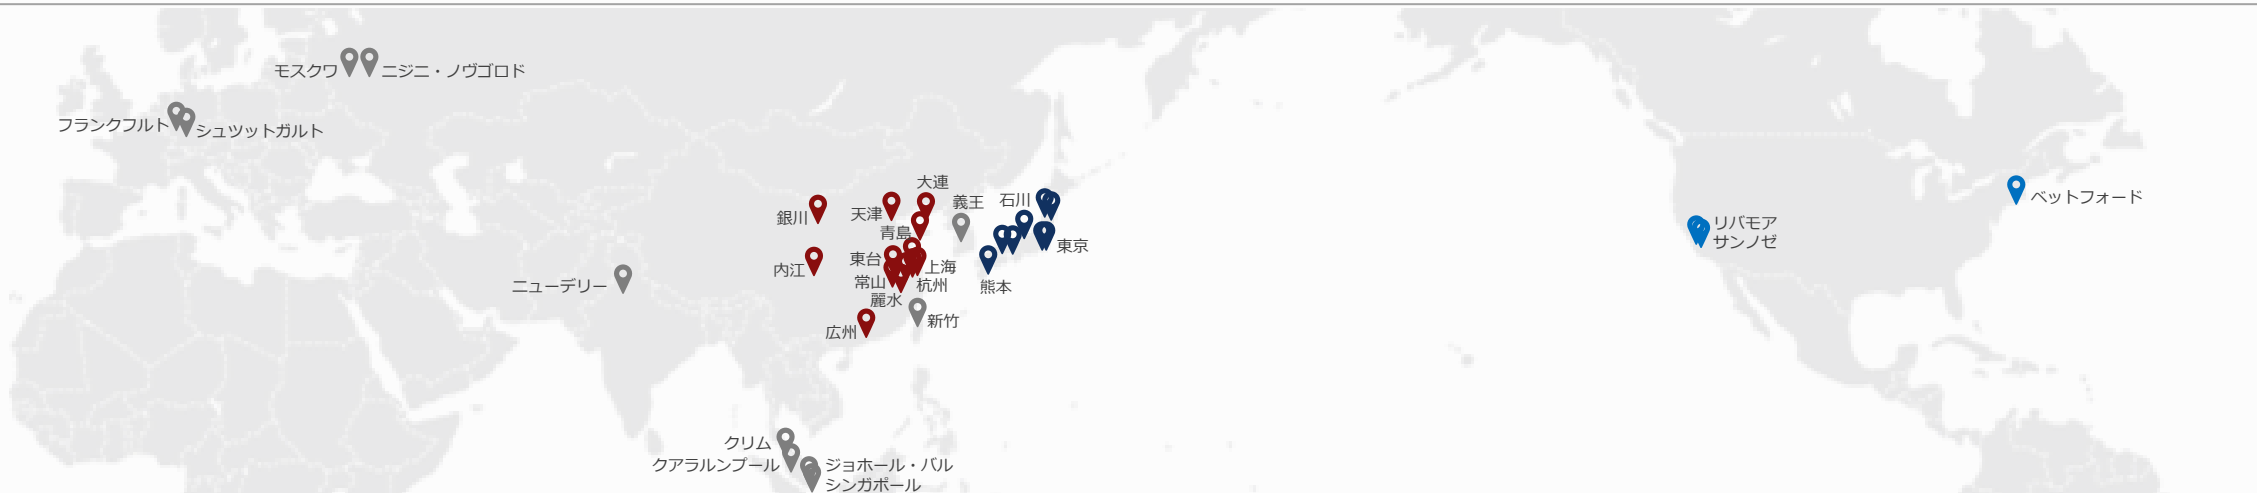 モスクワ
ニジニ・ノヴゴロド
フランクフルト
シュツットガルト
大連
銀川
天津
義王
石川
ベットフォード
青島
リバモア
サンノゼ
東京
東台
上海
内江
常山
杭州
熊本
ニューデリー
麗水
新竹
広州
クリム
クアラルンプール
ジョホール・バル
シンガポール